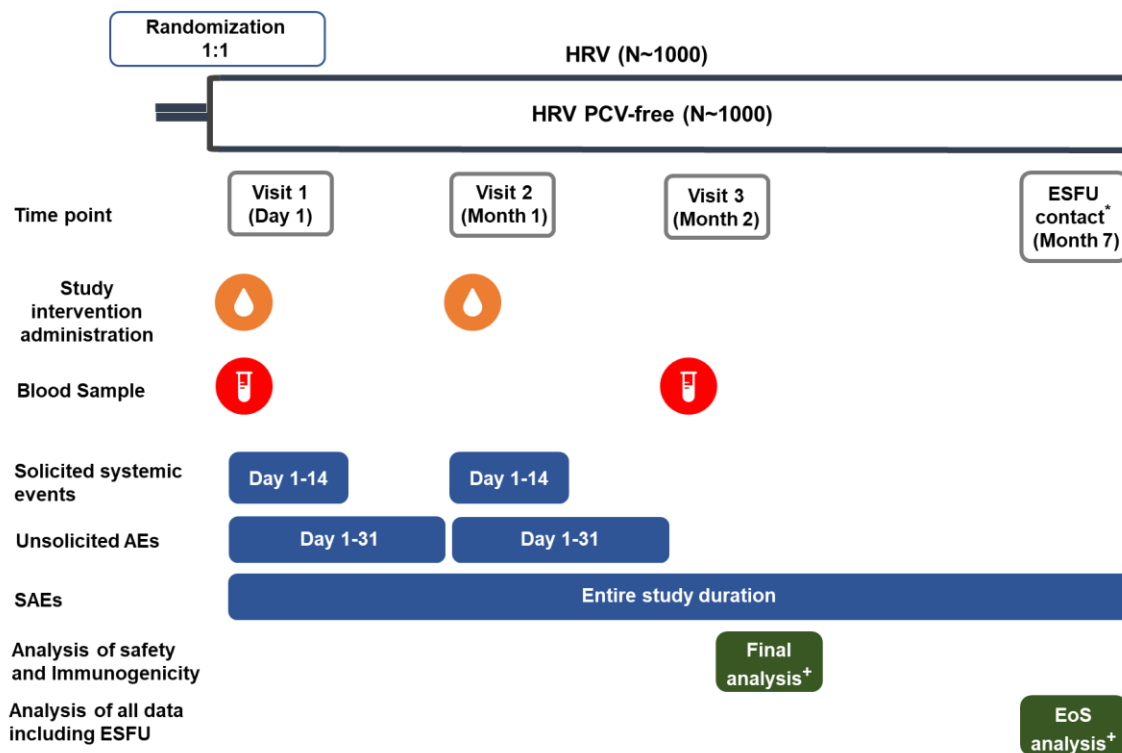 Randomization
1:1
HRV (N~1000)
HRV PCV-free (N~1000)
Time point
Visit 1
(Day 1)
Visit 2
(Month 1)
Visit 3
(Month 2)
ESFU
contact*
(Month 7)
Study
intervention
administration
Blood Sample
Solicited systemic
events
Day 1-14
Day 1-14
Unsolicited AEs
Day 1-31
Day 1-31
SAEs
Entire study duration
Analysis of safety
and Immunogenicity
Final
analysis+
Analysis of all data
including ESFU
EoS
analysis+